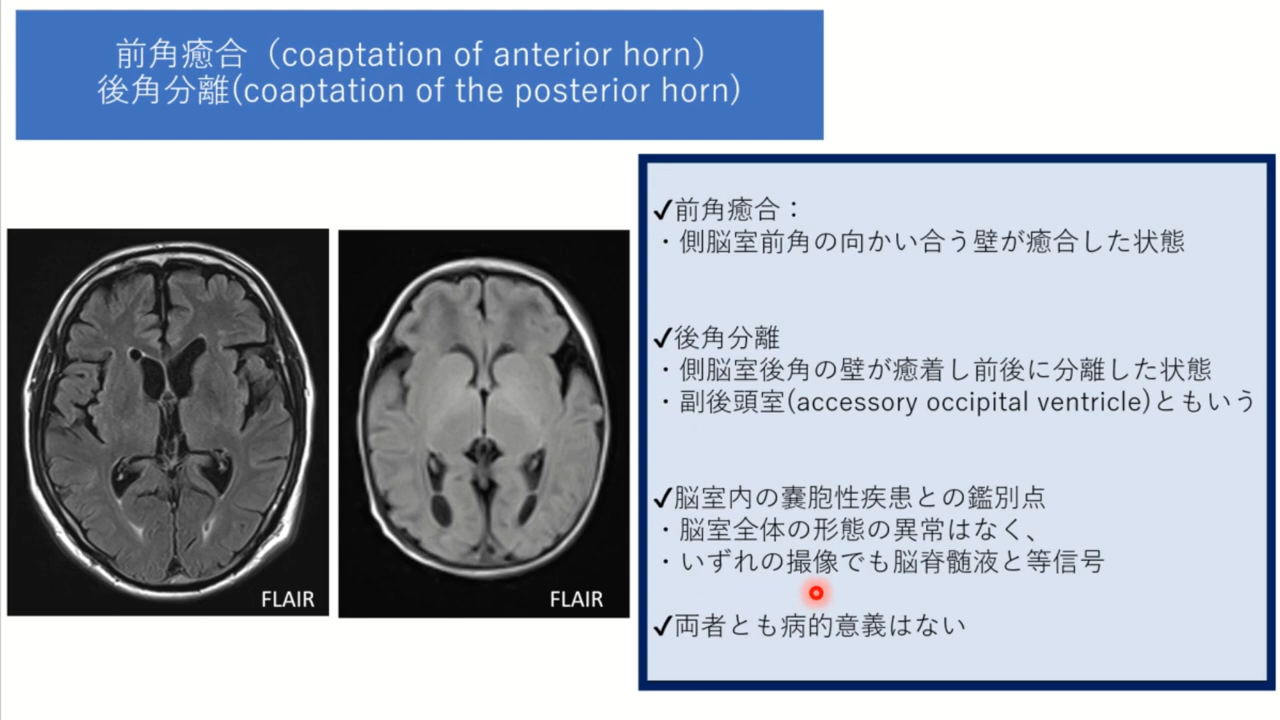 前角癒合（coaptation of anterior horn）
後角分離(coaptation of the posterior horn)
✓前角癒合：
・側脳室前角の向かい合う壁が癒合した状態
✓後角分離
・側脳室後角の壁が癒着し前後に分離した状態
・副後頭室(accessory occipital ventricle)ともいう
✓脳室内の嚢胞性疾患との鑑別点
・脳室全体の形態の異常はなく、
・いずれの撮像でも脳脊髄液と等信号
✓両者とも病的意義はない
FLAIR
FLAIR